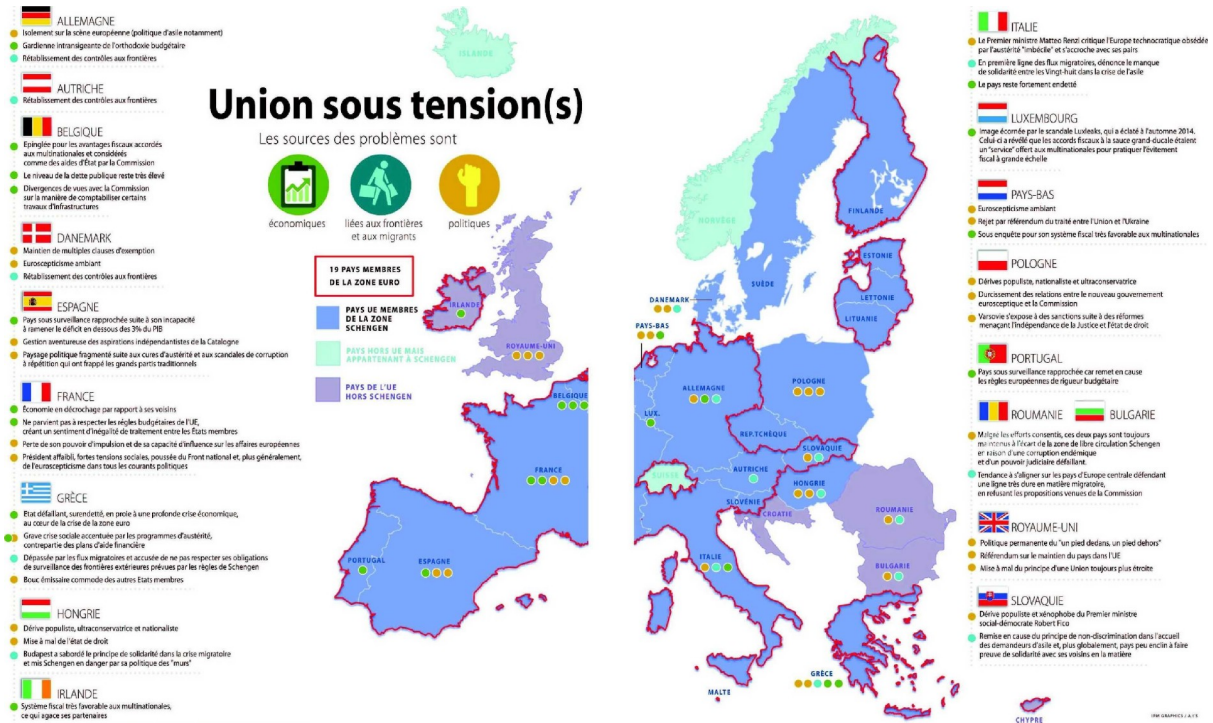 ALLEMAGNE
Isolement sur la scène européenne (politique d'asile notamment)
Gardienne intransigeante de l'orthodoxie budgétaire
Rétablissement des contrôles aux frontières
AUTRICHE
Rétablissement des contrôles aux frontières
BELGIQUE
Epinglée pour les avantages fiscaux accordés
aux multinationales et considérés
comme des aides d'État par la Commission
Le niveau de la dette publique reste très élevé
Divergences de vues avec la Commission
sur la manière de comptabiliser certains
travaux d'infrastructures
DANEMARK
Maintien de multiples clauses d'exemption
Euroscepticisme ambiant
Rétablissement des contrôles aux frontières
ESPAGNE
Pays sous surveillance rapprochée suite à son incapacité
à ramener le déficit en dessous des 3% du PIB
Gestion aventureuse des aspirations indépendantistes de la Catalogne
Paysage politique fragmenté suite aux cures d'austérité et aux scandales de corruption
à répétition qui ont frappé les grands partis traditionnels
FRANCE
Économie en décrochage par rapport à ses voisins
Ne parvient pas à respecter les règles budgétaires de l'UE,
créant un sentiment d'inégalité de traitement entre les États membres
Perte de son pouvoir d'impulsion et de sa capacité d'influence sur les affaires européennes
Président affaibli, fortes tensions sociales, poussée du Front national et, plus généralement,
de l'euroscepticisme dans tous les courants politiques
GRÈCE
Etat défaillant, surendetté, en proie à une profonde crise économique,
au cœur de la crise de la zone euro
Grave crise sociale accentuée par les programmes d'austérité,
contrepartie des plans d'aide financière
Dépassée par les flux migratoires et accusée de ne pas respecter ses obligations
de surveillance des frontières extérieures prévues par les règles de Schengen
Bouc émissaire commode des autres Etats membres
HONGRIE
Dérive populiste, ultraconservatrice et nationaliste
Mise à mal de l'état de droit
Budapest a sabordé le principe de solidarité dans la crise migratoire
et mis Schengen en danger par sa politique des "murs"
IRLANDE
Système fiscal très favorable aux multinationales,
ce qui agace ses partenaires
Union sous tension(s)
Les sources des problèmes sont
économiques
liées aux frontières
et aux migrants
politiques
19 PAYS MEMBRES
DE LA ZONE EURO
PAYS UE MEMBRES
DE LA ZONE
SCHENGEN
PAYS HORS UE MAIS
APPARTENANT À SCHENGEN
PAYS DE L'UE
HORS SCHENGEN
ISLANDE
NORVÈGE
SUÈDE
FINLANDE
ESTONIE
LETTONIE
LITUANIE
DANEMARK
PAYS-BAS
IRLANDE
ROYAUME-UNI
BELGIQUE
LUX.
ALLEMAGNE
POLOGNE
REP.TCHÈQUE
SLOVAQUIE
AUTRICHE
HONGRIE
SUISSE
SLOVÉNIE
CROATIE
ROUMANIE
BULGARIE
FRANCE
ITALIE
PORTUGAL
ESPAGNE
GRÈCE
MALTE
CHYPRE
ITALIE
Le Premier ministre Matteo Renzi critique l'Europe technocratique obsédée
par l'austérité "imbécile" et s'accroche avec ses pairs
En première ligne des flux migratoires, dénonce le manque
de solidarité entre les Vingt-huit dans la crise de l'asile
Le pays reste fortement endetté
LUXEMBOURG
Image écornée par le scandale Luxleaks, qui a éclaté à l'automne 2014.
Celui-ci a révélé que les accords fiscaux à la sauce grand-ducale étaient
un "service" offert aux multinationales pour pratiquer l'évitement
fiscal à grande échelle
PAYS-BAS
Euroscepticisme ambiant
Rejet par référendum du traité entre l'Union et l'Ukraine
Sous enquête pour son système fiscal très favorable aux multinationales
POLOGNE
Dérives populiste, nationaliste et ultraconservatrice
Durcissement des relations entre le nouveau gouvernement
eurosceptique et la Commission
Varsovie s'expose à des sanctions suite à des réformes
menaçant l'indépendance de la Justice et l'état de droit
PORTUGAL
Pays sous surveillance rapprochée car remet en cause
les règles européennes de rigueur budgétaire
ROUMANIE BULGARIE
Malgré les efforts consentis, ces deux pays sont toujours
maintenus à l'écart de la zone de libre circulation Schengen
en raison d'une corruption endémique
et d'un pouvoir judiciaire défaillant.
Tendance à s'aligner sur les pays d'Europe centrale défendant
une ligne très dure en matière migratoire,
en refusant les propositions venues de la Commission
ROYAUME-UNI
Politique permanente du "un pied dedans, un pied dehors"
Référendum sur le maintien du pays dans l'UE
Mise à mal du principe d'une Union toujours plus étroite
SLOVAQUIE
Dérive populiste et xénophobe du Premier ministre
social-démocrate Robert Fico
Remise en cause du principe de non-discrimination dans l'accueil
des demandeurs d'asile et, plus globalement, pays peu enclin à faire
preuve de solidarité avec ses voisins en la matière
IPM GRAPHICS